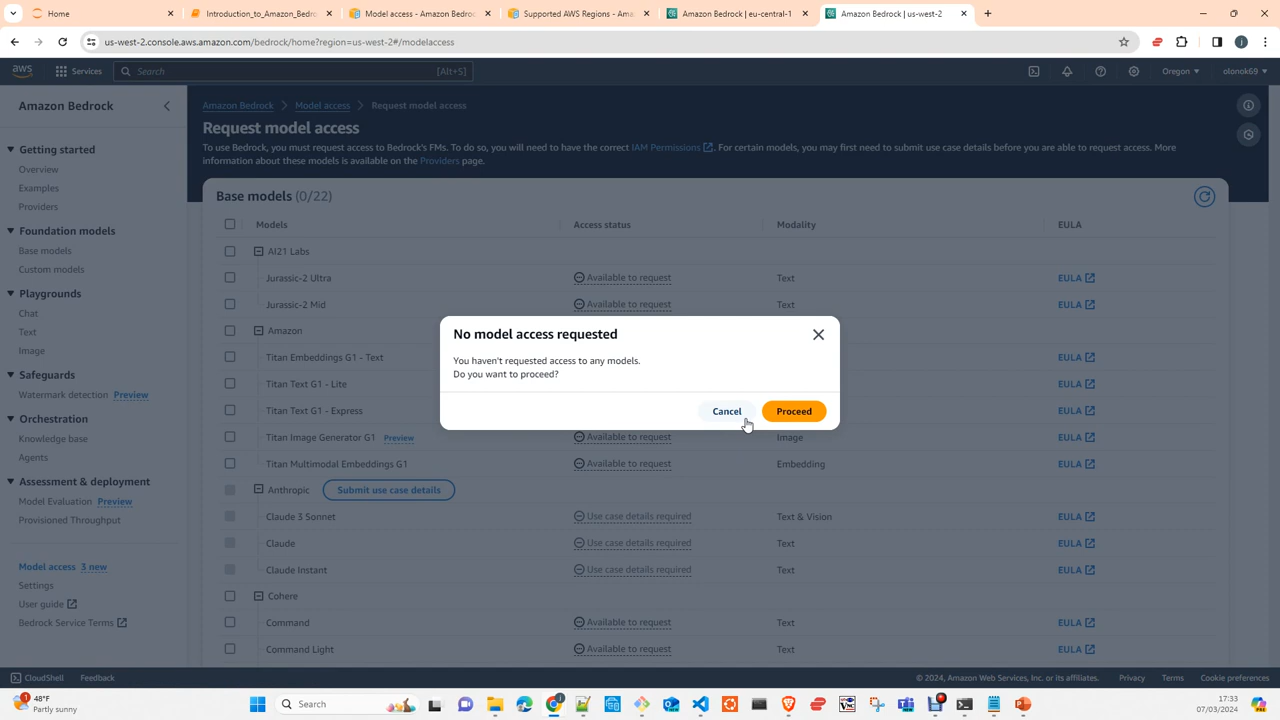 Home
Introduction_to_Amazon_Bedr
Model access - Amazon Bedroc
Supported AWS Regions - Ama
Amazon Bedrock | eu-central-1
Amazon Bedrock | us-west-2
us-west-2.console.aws.amazon.com/bedrock/home?region=us-west-2#/modelaccess
aws
Services
Search
[Alt+S]
Oregon
olonok69
Amazon Bedrock
Getting started
Overview
Examples
Providers
Foundation models
Base models
Custom models
Playgrounds
Chat
Text
Image
Safeguards
Watermark detection Preview
Orchestration
Knowledge base
Agents
Assessment & deployment
Model Evaluation Preview
Provisioned Throughput
Model access 3 new
Settings
User guide
Bedrock Service Terms
Amazon Bedrock > Model access > Request model access
Request model access
To use Bedrock, you must request access to Bedrock's FMs. To do so, you will need to have the correct IAM Permissions. For certain models, you may first need to submit use case details before you are able to request access. More
information about these models is available on the Providers page.
Base models (0/22)
Models Access status Modality EULA
AI21 Labs
Jurassic-2 Ultra Available to request Text EULA
Jurassic-2 Mid Available to request Text EULA
Amazon
Titan Embeddings G1 - Text EULA
Titan Text G1 - Lite EULA
Titan Text G1 - Express EULA
Titan Image Generator G1 Preview Available to request Image EULA
Titan Multimodal Embeddings G1 Available to request Embedding EULA
Anthropic Submit use case details
Claude 3 Sonnet Use case details required Text & Vision EULA
Claude Use case details required Text EULA
Claude Instant Use case details required Text EULA
Cohere
Command Available to request Text EULA
Command Light Available to request Text EULA
No model access requested
You haven't requested access to any models.
Do you want to proceed?
Cancel
Proceed
CloudShell
Feedback
© 2024, Amazon Web Services, Inc. or its affiliates.
Privacy
Terms
Cookie preferences
48°F
Partly sunny
Search
17:33
07/03/2024